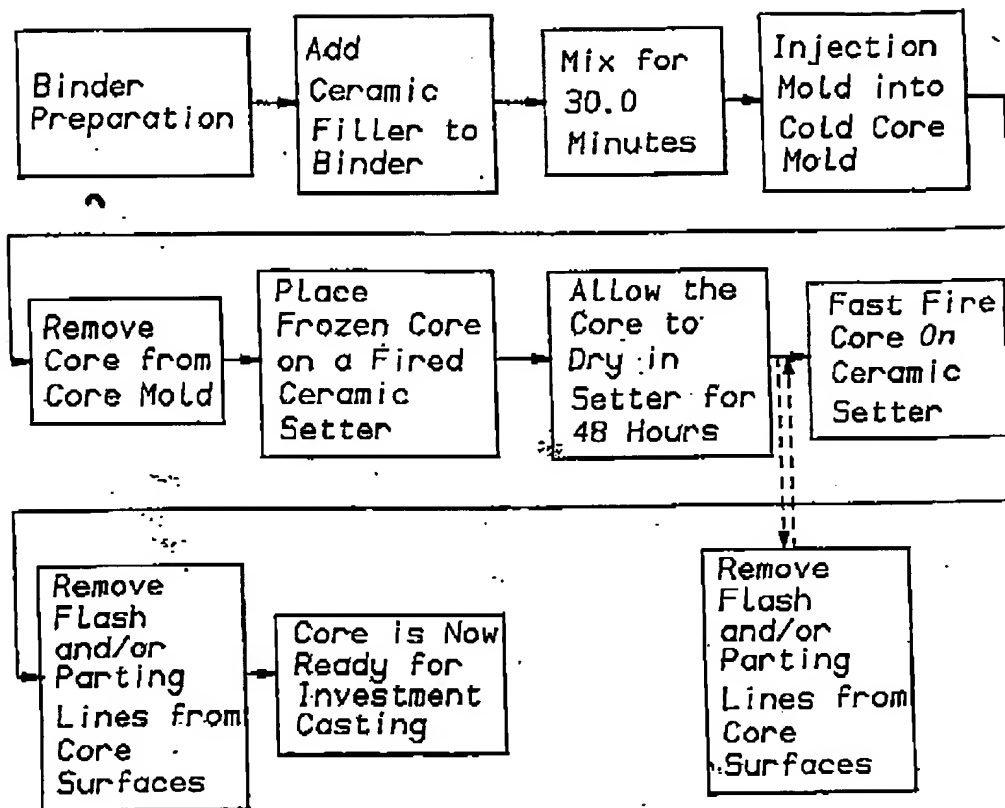 Binder
Preparation
Add
Ceramic
Filler to
Binder
Mix for
30.0
Minutes
Injection
Mold into
Cold Core
Mold
Remove
Core from
Core Mold
Place
Frozen Core
on a Fired
Ceramic
Setter
Allow the
Core to
Dry in
Setter for
48 Hours
Fast Fire
Core On
Ceramic
Setter
Remove
Flash
and/or
Parting
Lines from
Core
Surfaces
Core is Now
Ready for
Investment
Casting
Remove
Flash
and/or
Parting
Lines from
Core
Surfaces